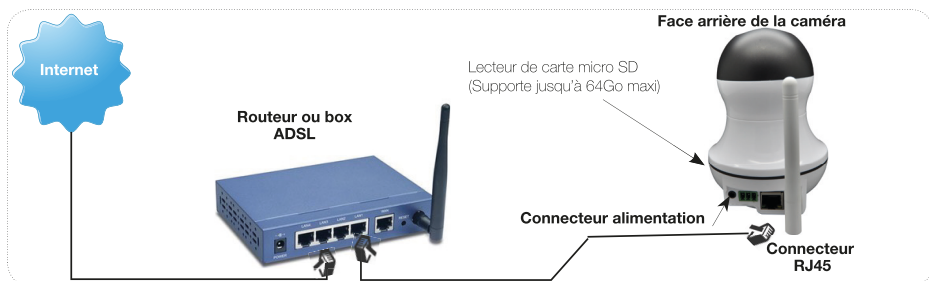 Face arrière de la caméra
Internet
Lecteur de carte micro SD
(Supporte jusqu'à 64Go maxi)
Routeur ou box
ADSL
Connecteur alimentation
Connecteur
RJ45